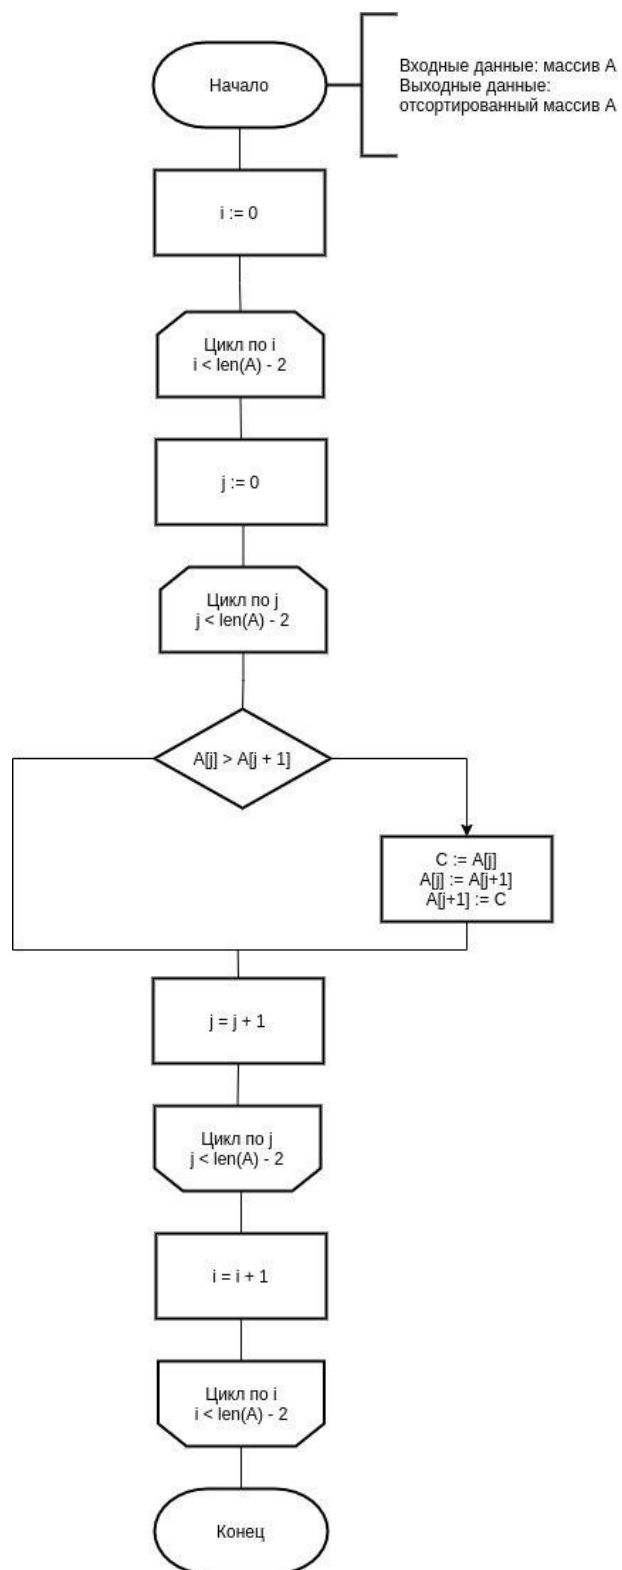 Начало
Входные данные: массив А
Выходные данные:
отсортированный массив А
i := 0
Цикл по i
i < len(A) - 2
j := 0
Цикл по j
j < len(A) - 2
A[j] > A[j + 1]
C := A[j]
A[j] := A[j+1]
A[j+1] := C
j = j + 1
Цикл по j
j < len(A) - 2
i = i + 1
Цикл по i
i < len(A) - 2
Конец